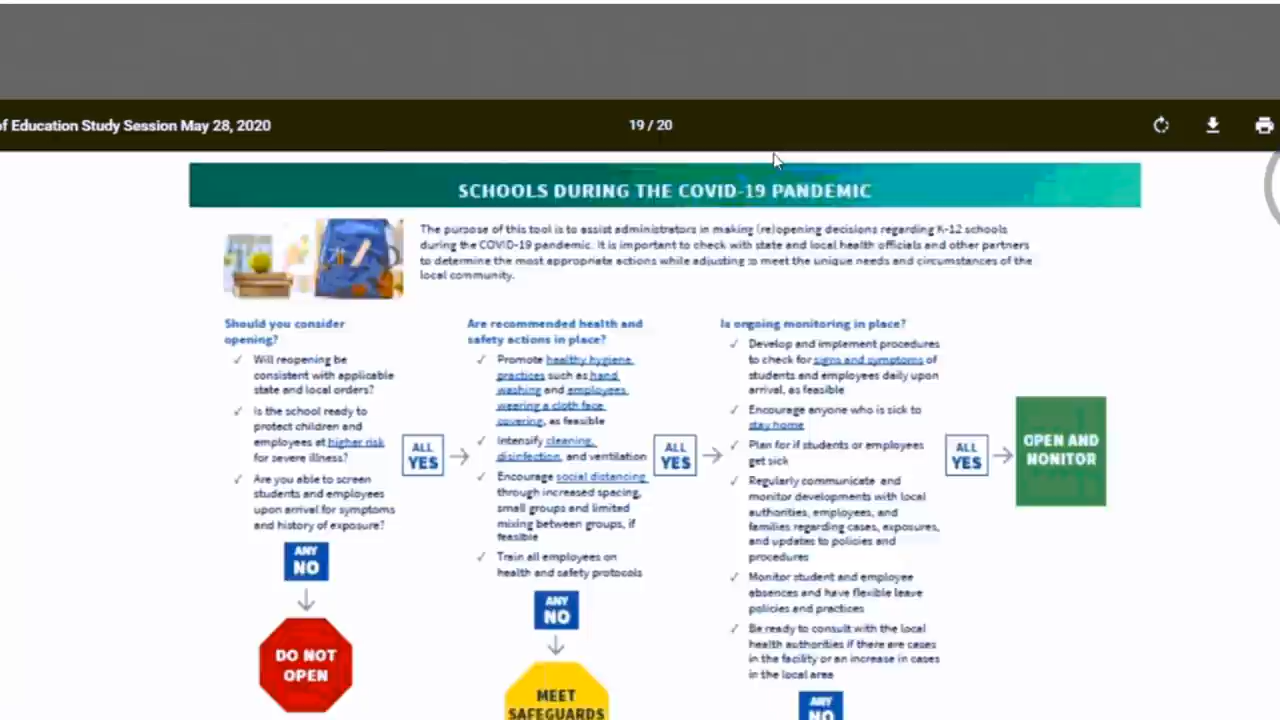 of Education Study Session May 28, 2020
19 / 20
SCHOOLS DURING THE COVID-19 PANDEMIC
The purpose of this tool is to assist administrators in making (re)opening decisions regarding K-12 schools
during the COVID-19 pandemic. It is important to check with state and local health officials and other partners
to determine the most appropriate actions while adjusting to meet the unique needs and circumstances of the
local community.
Should you consider
opening?
✓ Will reopening be
consistent with applicable
state and local orders?
✓ Is the school ready to
protect children and
employees at higher risk
for severe illness?
✓ Are you able to screen
students and employees
upon arrival for symptoms
and history of exposure?
ANY
NO
DO NOT
OPEN
ALL
YES
Are recommended health and
safety actions in place?
✓ Promote healthy hygiene
practices such as hand
washing and employees
wearing a cloth face
covering, as feasible
✓ Intensify cleaning,
disinfection, and ventilation
✓ Encourage social distancing
through increased spacing,
small groups and limited
mixing between groups, if
feasible
✓ Train all employees on
health and safety protocols
ANY
NO
MEET
SAFEGUARDS
ALL
YES
Is ongoing monitoring in place?
✓ Develop and implement procedures
to check for signs and symptoms of
students and employees daily upon
arrival, as feasible
✓ Encourage anyone who is sick to
stay home
✓ Plan for if students or employees
get sick
✓ Regularly communicate and
monitor developments with local
authorities, employees, and
families regarding cases, exposures,
and updates to policies and
procedures
✓ Monitor student and employee
absences and have flexible leave
policies and practices
✓ Be ready to consult with the local
health authorities if there are cases
in the facility or an increase in cases
in the local area
ANY
NO
ALL
YES
OPEN AND
MONITOR